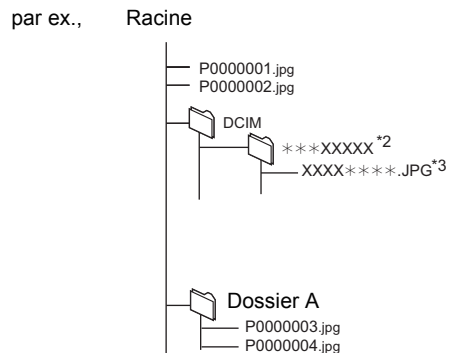 par ex., Racine
P0000001.jpg
P0000002.jpg
DCIM
∗∗∗XXXXX*2
XXXX∗∗∗∗.JPG*3
Dossier A
P0000003.jpg
P0000004.jpg